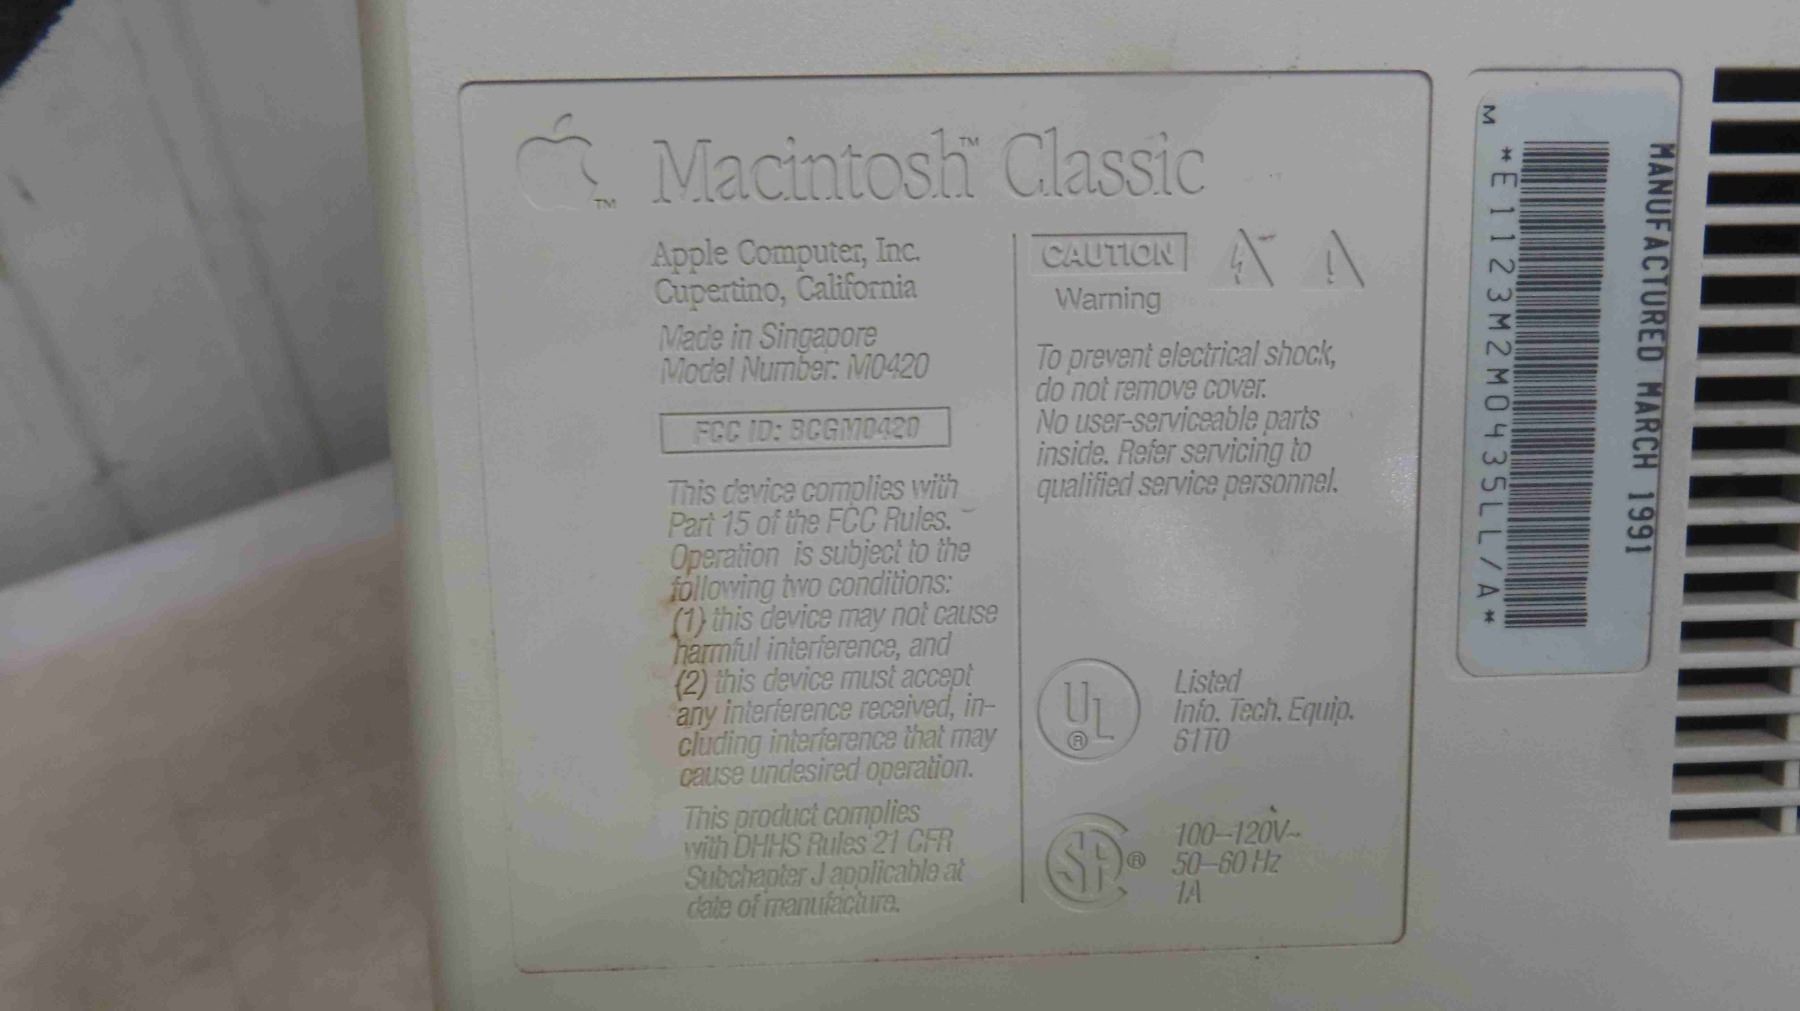 Macintosh™ Classic
™
Apple Computer, Inc.
Cupertino, California
Made in Singapore
Model Number: M0420
FCC ID: BCGM0420
This device complies with
Part 15 of the FCC Rules.
Operation is subject to the
following two conditions:
(1) this device may not cause
harmful interference, and
(2) this device must accept
any interference received, in-
cluding interference that may
cause undesired operation.
This product complies
with DHHS Rules 21 CFR
Subchapter J applicable at
date of manufacture.
CAUTION
Warning
To prevent electrical shock,
do not remove cover.
No user-serviceable parts
inside. Refer servicing to
qualified service personnel.
UL
®
Listed
Info. Tech. Equip.
61T0
SA®
100–120V~
50–60 Hz
1A
MANUFACTURED MARCH 1991
M *E1123M2M0435LL/A*